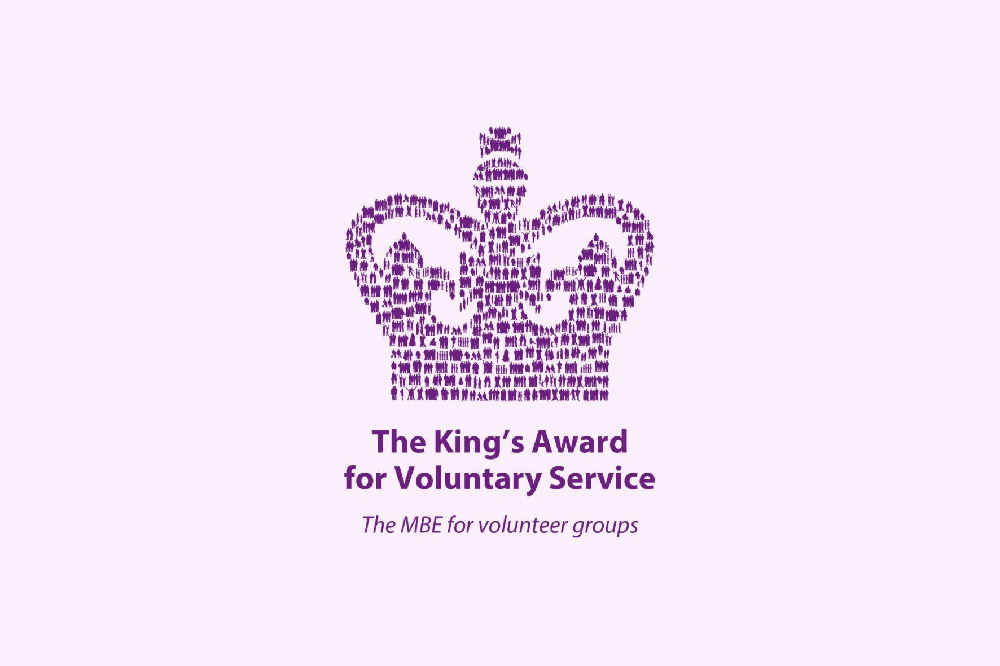 The King’s Award
for Voluntary Service
The MBE for volunteer groups